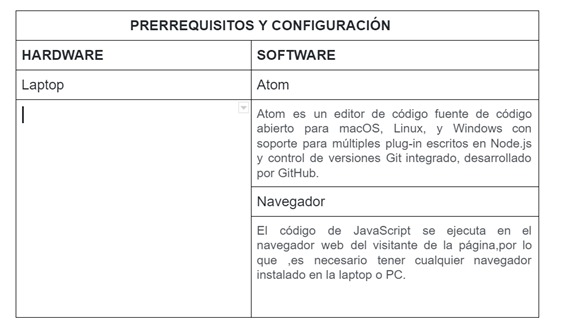 PRERREQUISITOS Y CONFIGURACIÓN
HARDWARE
SOFTWARE
Laptop
Atom
Atom es un editor de código fuente de código
abierto para macOS, Linux, y Windows con
soporte para múltiples plug-in escritos en Node.js
y control de versiones Git integrado, desarrollado
por GitHub.
Navegador
El código de JavaScript se ejecuta en el
navegador web del visitante de la página,por lo
que ,es necesario tener cualquier navegador
instalado en la laptop o PC.